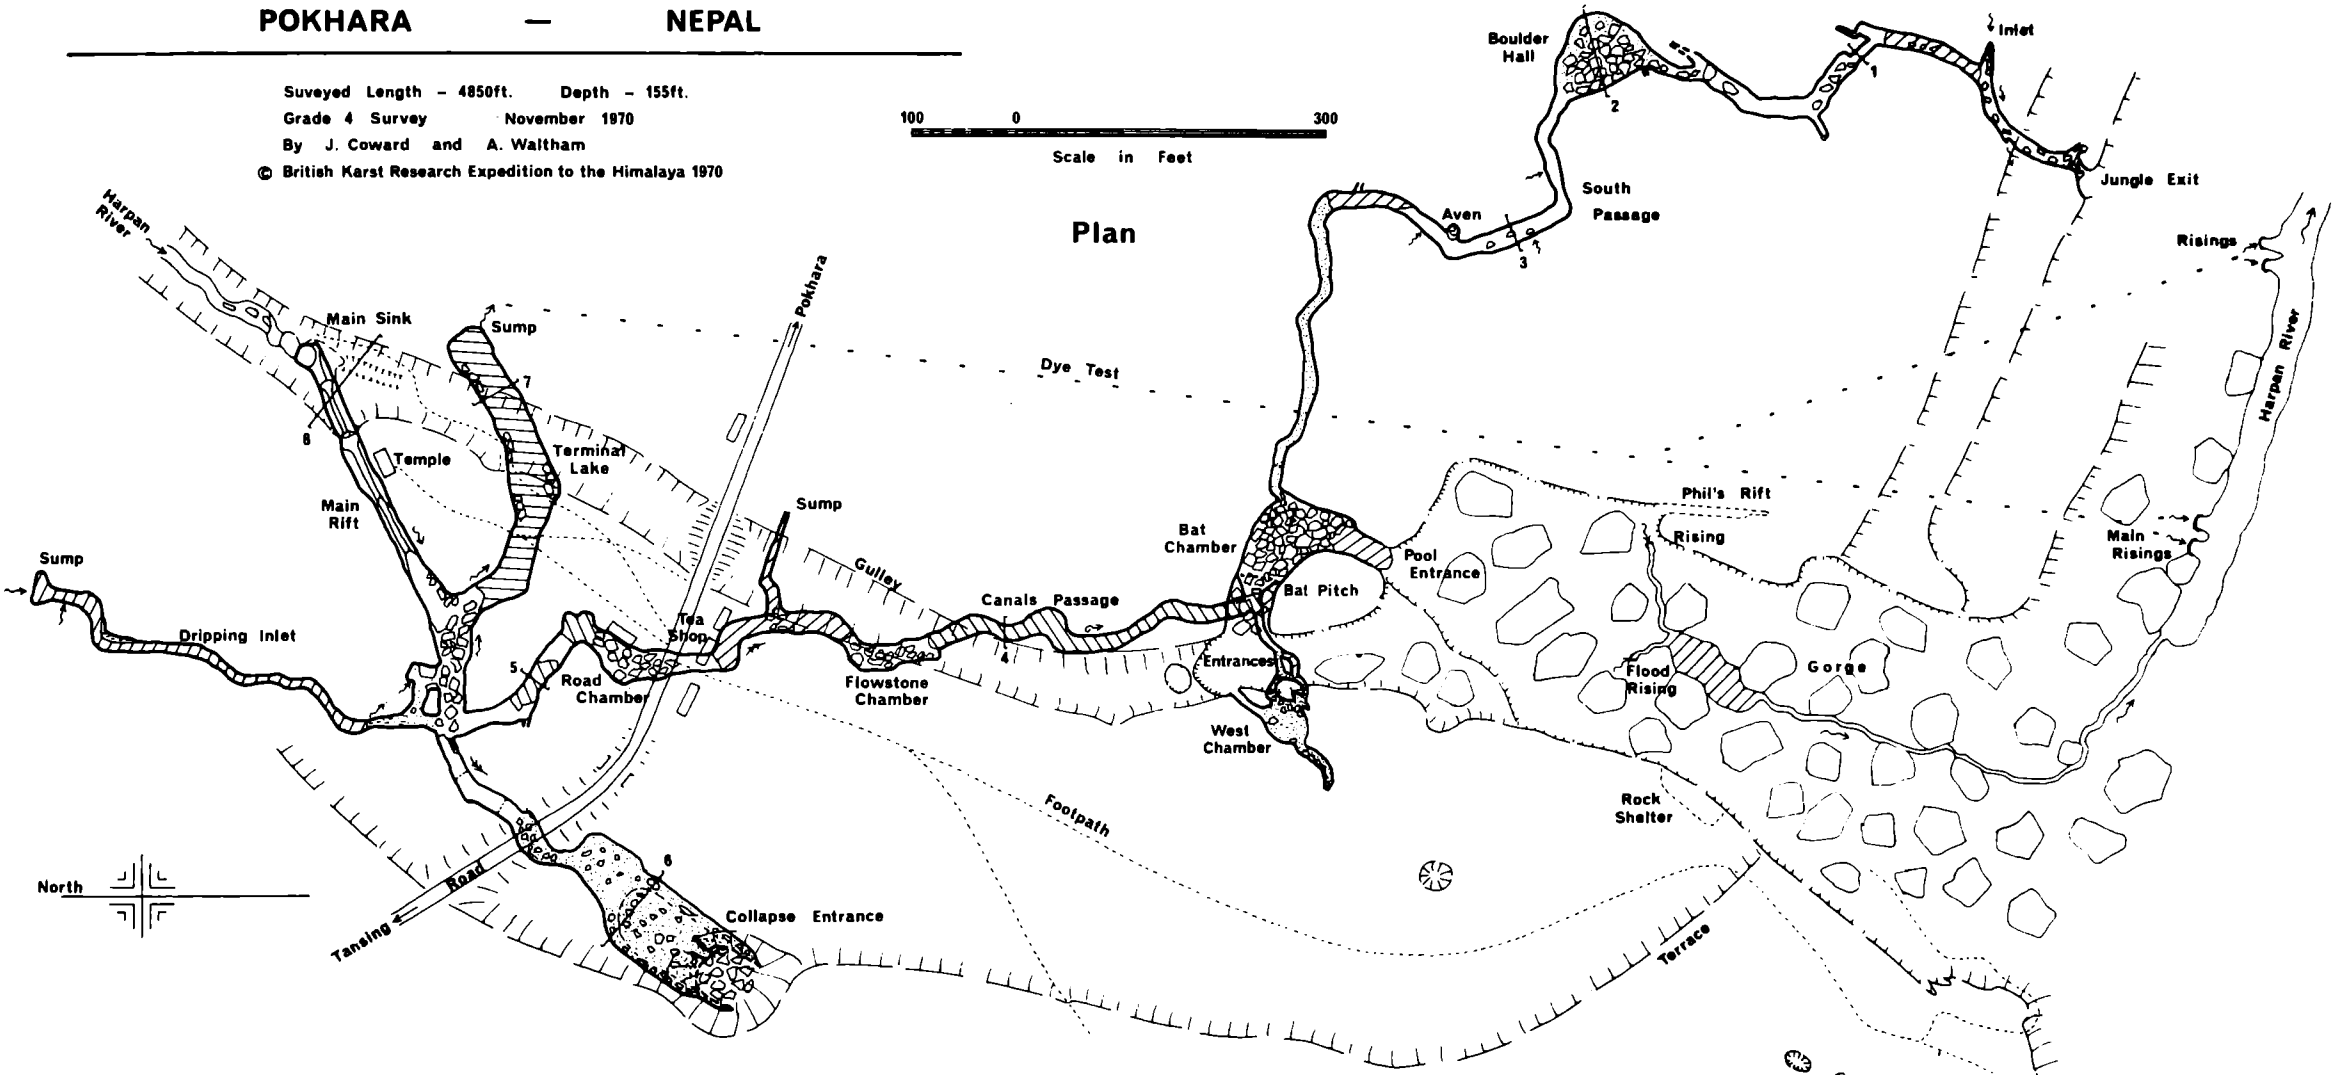 POKHARA — NEPAL
Suveyed Length - 4850ft. Depth - 155ft.
Grade 4 Survey November 1970
By J. Coward and A. Waltham
© British Karst Research Expedition to the Himalaya 1970
100 0 300
Scale in Feet
Plan
Boulder
Hall
2
1
Inlet
Jungle Exit
South
Passage
Aven
3
Risings
Harpan River
Harpan
River
Main Sink
Sump
7
Pokhara
Dye Test
8
Temple
Terminal
Lake
Main
Rift
Sump
Sump
Gulley
Bat
Chamber
Pool
Entrance
Bat Pitch
Phil's Rift
Rising
Main
Risings
Dripping Inlet
Tea
Shop
Canals Passage
4
5
Road
Chamber
Flowstone
Chamber
Entrances
West
Chamber
Flood
Rising
Gorge
Rock
Shelter
Footpath
North
Road
Tansing
6
Collapse Entrance
Terrace